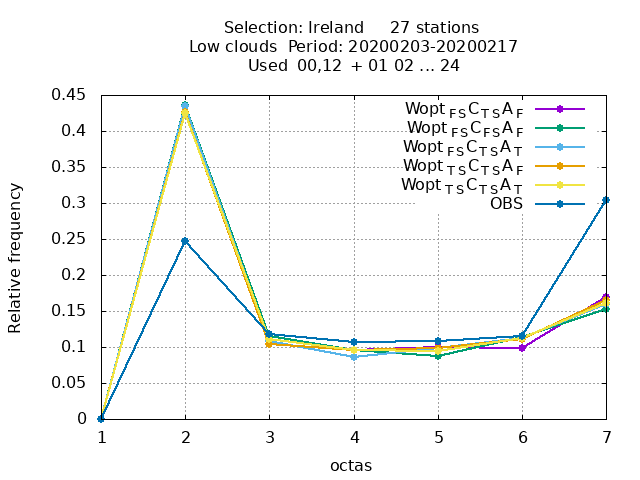 Selection: Ireland 27 stations
Low clouds Period: 20200203-20200217
Used 00,12 + 01 02 ... 24
Relative frequency
0.45
0.4
0.35
0.3
0.25
0.2
0.15
0.1
0.05
0
Wopt FS C TS A F
Wopt FS C FS A F
Wopt FS C TS A T
Wopt TS C TS A F
Wopt TS C TS A T
OBS
1 2 3 4 5 6 7
octas